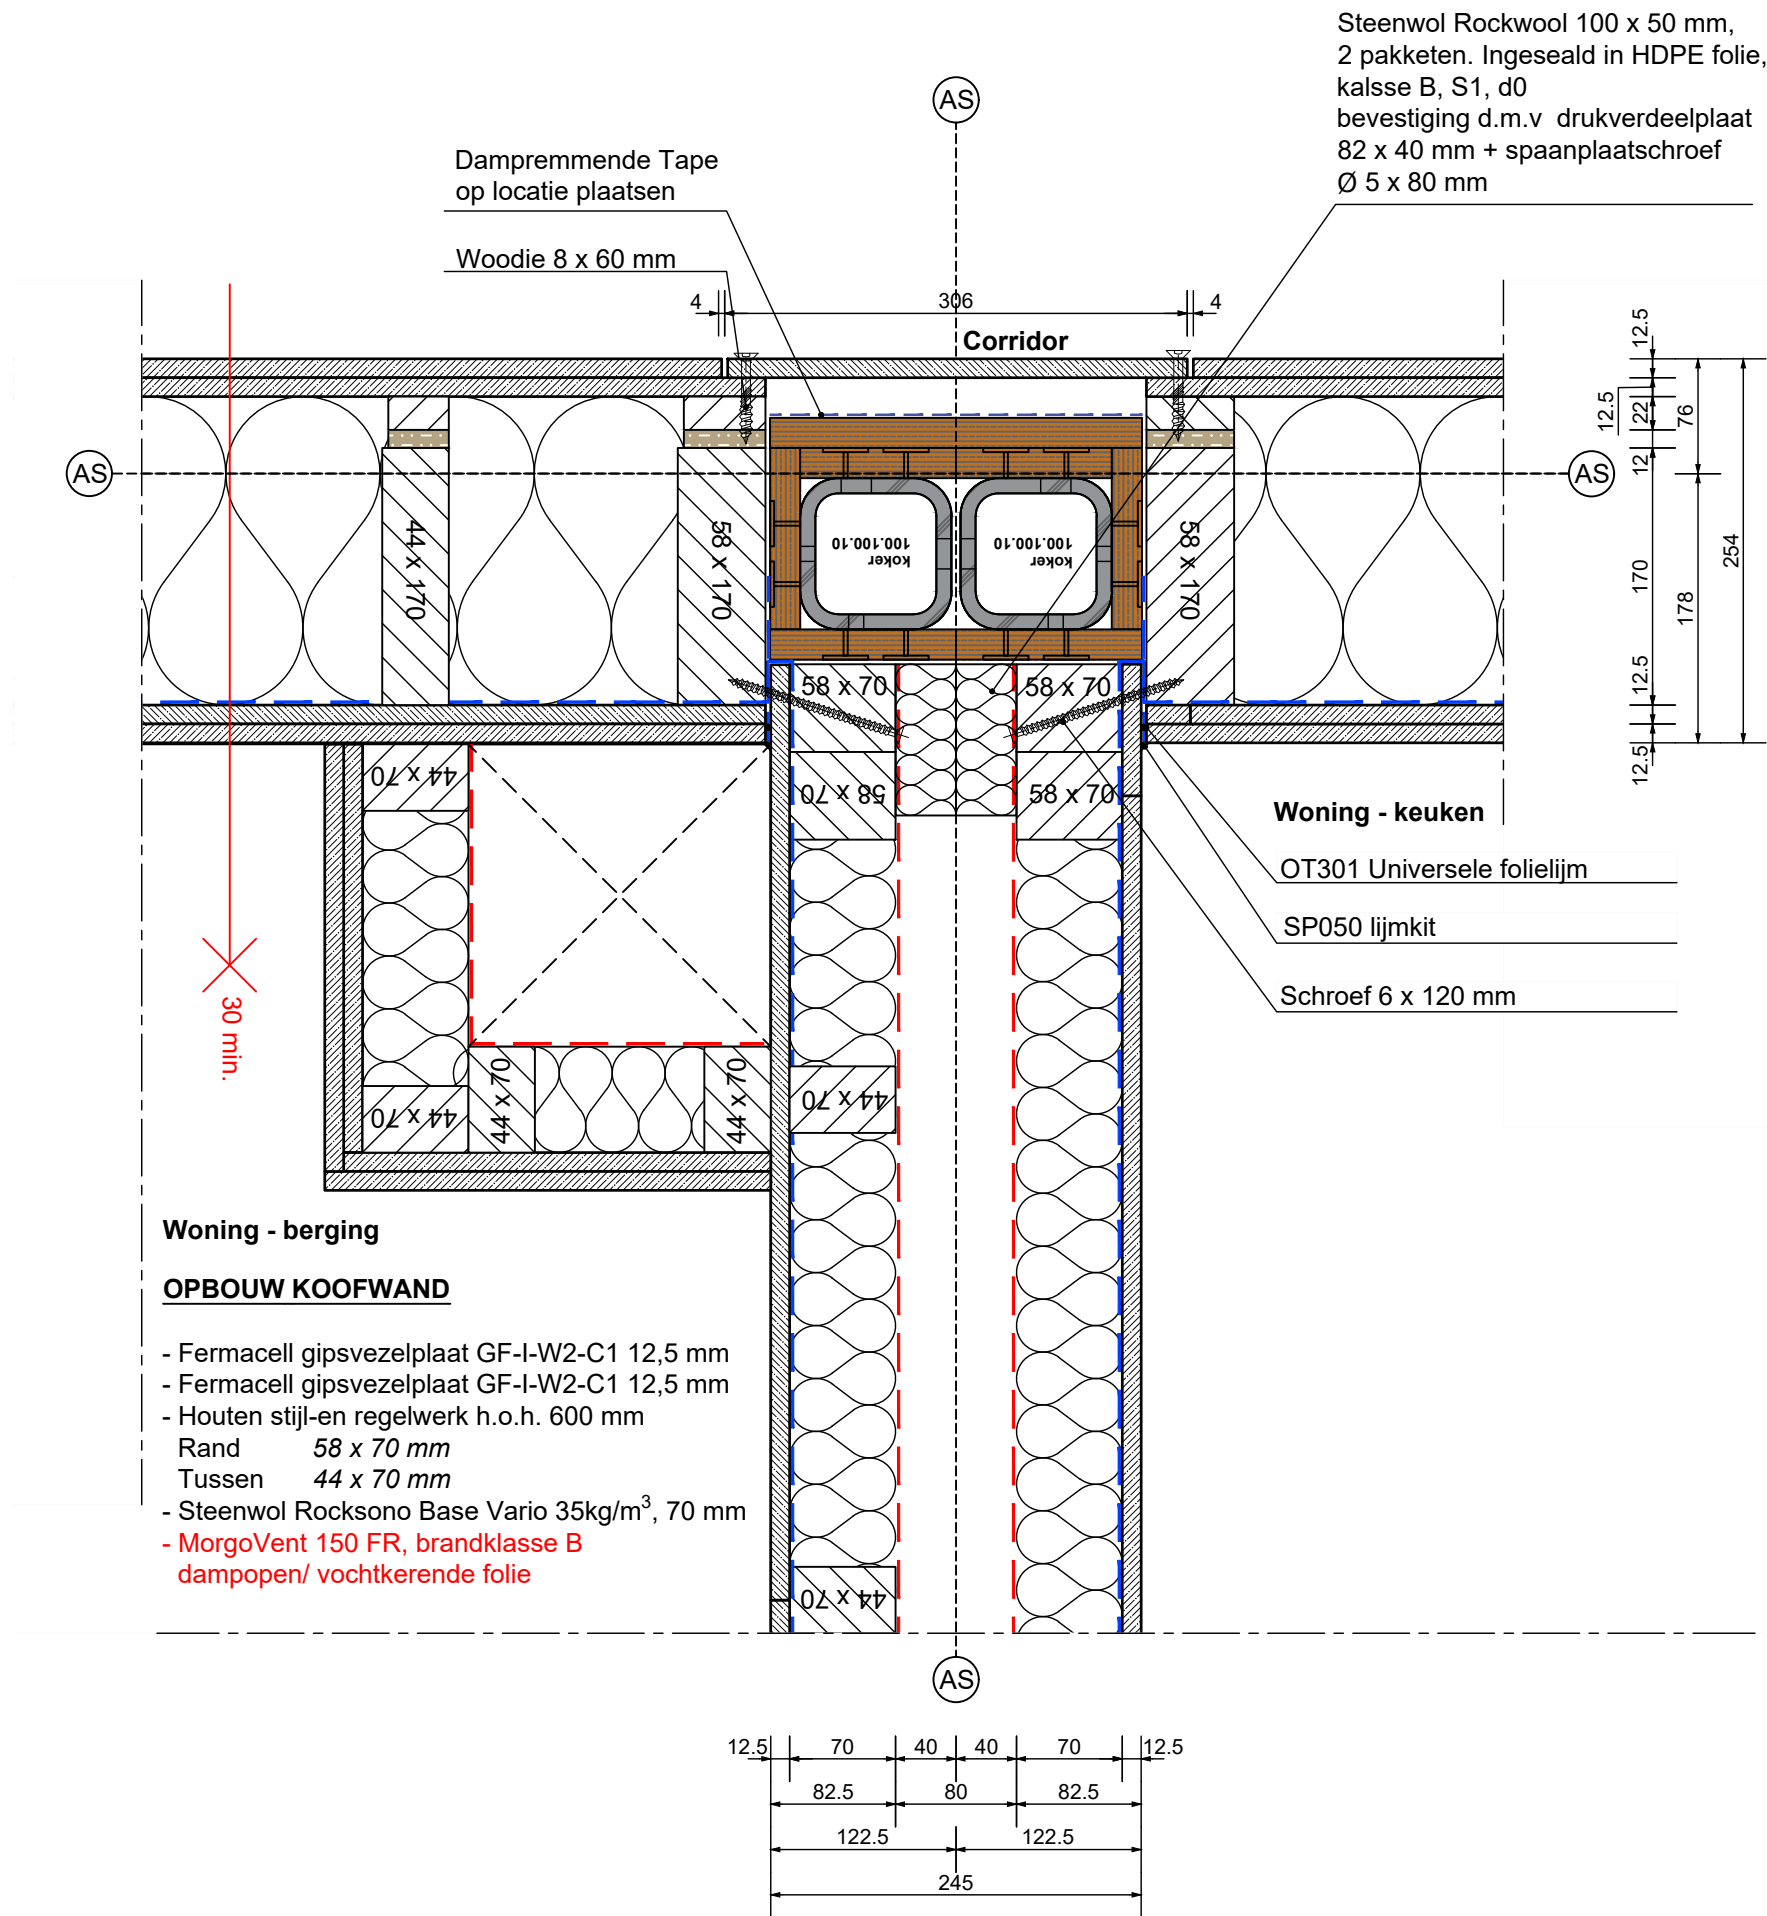 Steenwol Rockwool 100 x 50 mm,
2 pakketen. Ingeseald in HDPE folie,
kalsse B, S1, d0
bevestiging d.m.v drukverdeelplaat
82 x 40 mm + spaanplaatschroef
Ø 5 x 80 mm
AS
Dampremmende Tape
op locatie plaatsen
Woodie 8 x 60 mm
4
306
4
Corridor
12.5
12.5
22
76
12
254
170
178
12.5
12.5
AS
AS
44 x 170
58 x 170
koker
100.100.10
koker
100.100.10
58 x 170
58 x 70
58 x 70
44 x 70
58 x 70
58 x 70
Woning - keuken
OT301 Universele folielijm
SP050 lijmkit
Schroef 6 x 120 mm
30 min.
44 x 70
44 x 70
44 x 70
44 x 70
Woning - berging
OPBOUW KOOFWAND
- Fermacell gipsvezelplaat GF-I-W2-C1 12,5 mm
- Fermacell gipsvezelplaat GF-I-W2-C1 12,5 mm
- Houten stijl-en regelwerk h.o.h. 600 mm
Rand 58 x 70 mm
Tussen 44 x 70 mm
- Steenwol Rocksono Base Vario 35kg/m³, 70 mm
- MorgoVent 150 FR, brandklasse B
dampopen/ vochtkerende folie
44 x 70
AS
12.5 70 40 40 70 12.5
82.5 80 82.5
122.5 122.5
245